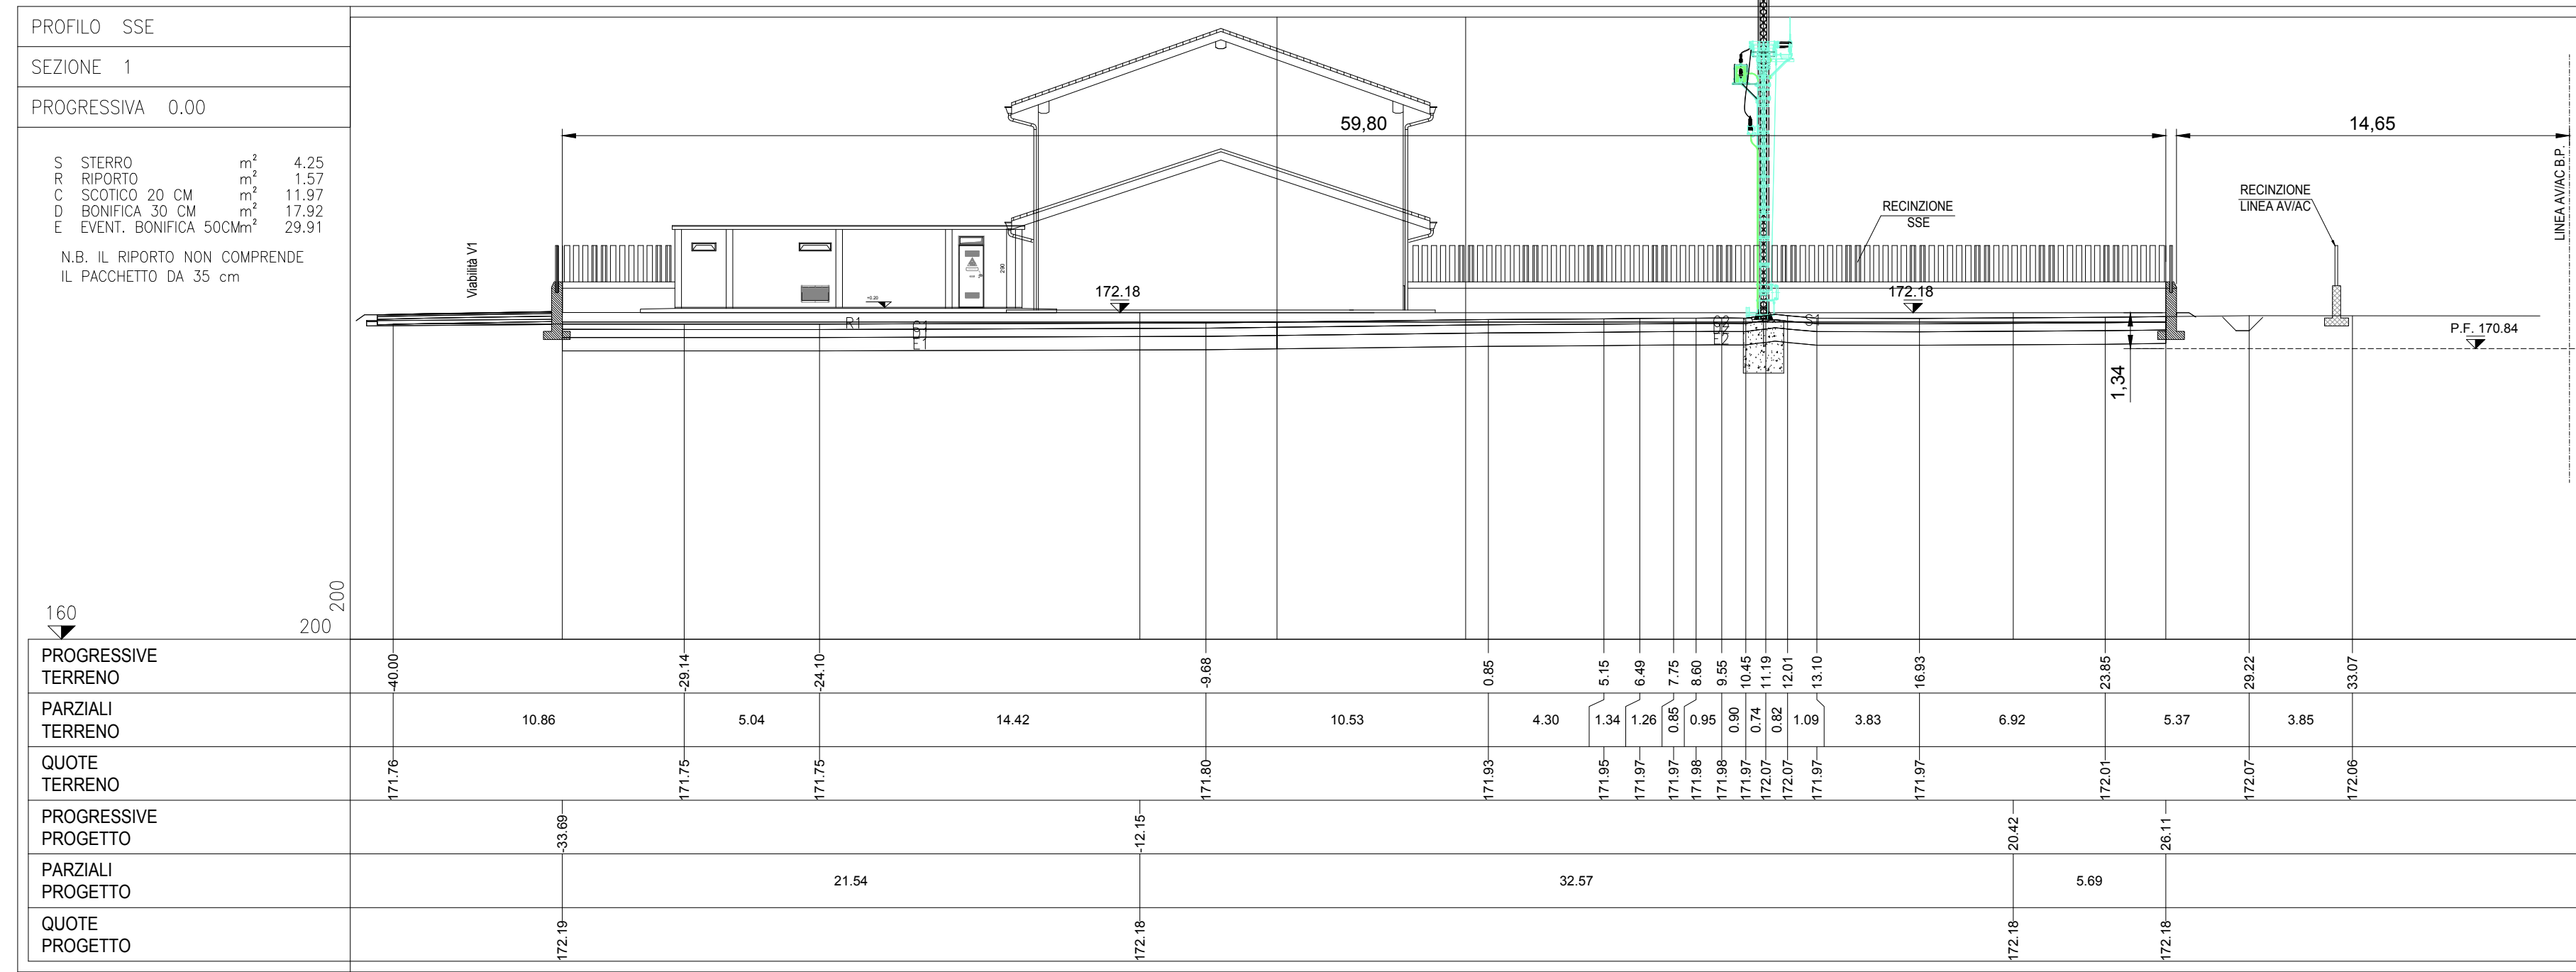 PROFILO SSE
SEZIONE 1
PROGRESSIVA 0.00
S STERRO m² 4.25
R RIPORTO m² 1.57
C SCOTICO 20 CM m² 11.97
D BONIFICA 30 CM m² 17.92
E EVENT. BONIFICA 50CM m² 29.91
N.B. IL RIPORTO NON COMPRENDE
IL PACCHETTO DA 35 cm
Viabilità V1
59,80
14,65
LINEA AV/AC B.P.
RECINZIONE
SSE
RECINZIONE
LINEA AV/AC
+0.20
230
172.18
172.18
R1
E1
E2
S1
P.F. 170.84
1,34
160
200
200
PROGRESSIVE
TERRENO
-40.00 -29.14 -24.10 -9.68 0.85 5.15 6.49 7.75 8.60 9.55 10.45 11.19 12.01 13.10 16.93 23.85 29.22 33.07
PARZIALI
TERRENO
10.86 5.04 14.42 10.53 4.30 1.34 1.26 0.85 0.95 0.90 0.74 0.82 1.09 3.83 6.92 5.37 3.85
QUOTE
TERRENO
171.76 171.75 171.75 171.80 171.93 171.95 171.97 171.97 171.98 171.98 171.97 172.07 172.07 171.97 171.97 172.01 172.07 172.06
PROGRESSIVE
PROGETTO
-33.69 -12.15 20.42 26.11
PARZIALI
PROGETTO
21.54 32.57 5.69
QUOTE
PROGETTO
172.19 172.18 172.18 172.18